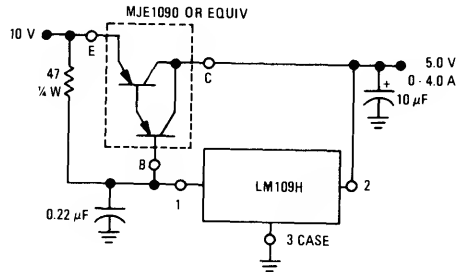 MJE1090 OR EQUIV
10 V
E
C
5.0 V
0 - 4.0 A
47
¼ W
+
10 µF
B
1
LM109H
2
0.22 µF
3 CASE